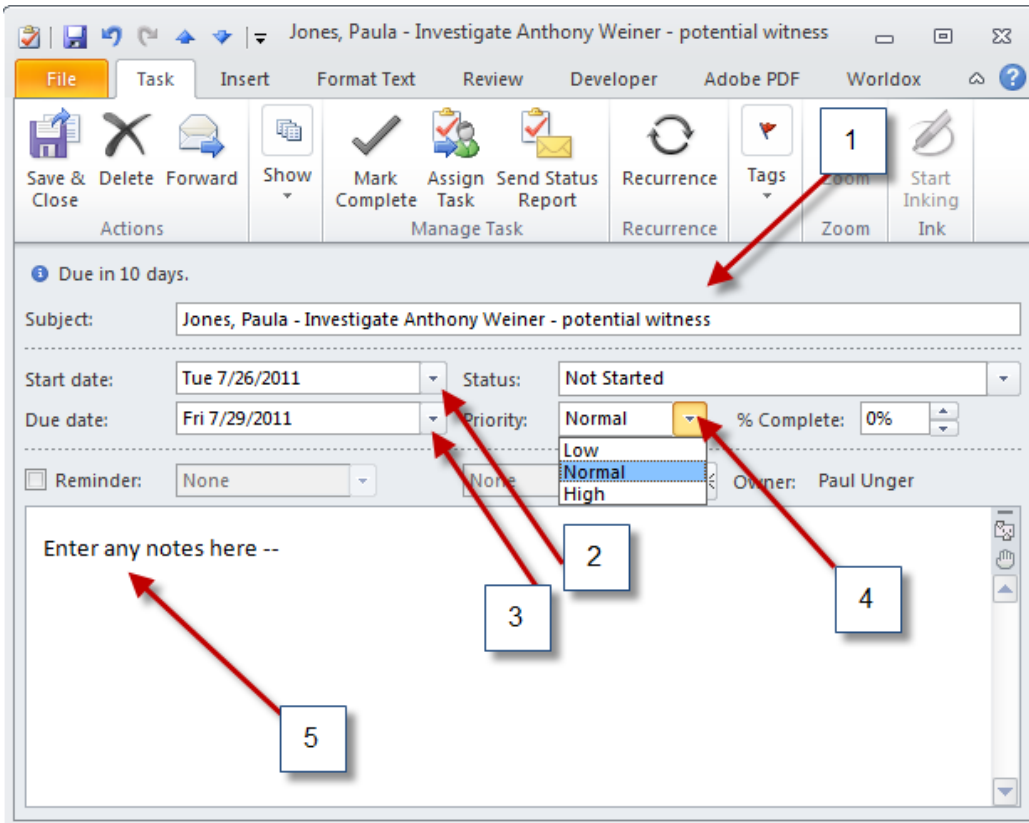 Jones, Paula - Investigate Anthony Weiner - potential witness
File Task Insert Format Text Review Developer Adobe PDF Worldox
Save & Close Delete Forward Show Mark Complete Assign Task Send Status Report Recurrence Tags Zoom Start Inking
Actions Manage Task Recurrence Zoom Ink
1
Due in 10 days.
Subject: Jones, Paula - Investigate Anthony Weiner - potential witness
Start date: Tue 7/26/2011 Status: Not Started
Due date: Fri 7/29/2011 Priority: Normal % Complete: 0%
Low
Normal
High
Reminder: None None Owner: Paul Unger
Enter any notes here --
2
3
4
5